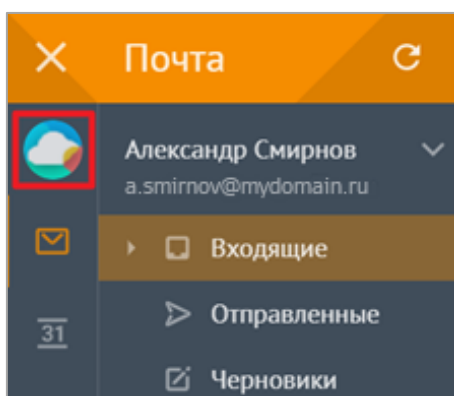 Почта
Александр Смирнов
a.smirnov@mydomain.ru
Входящие
31
Отправленные
Черновики